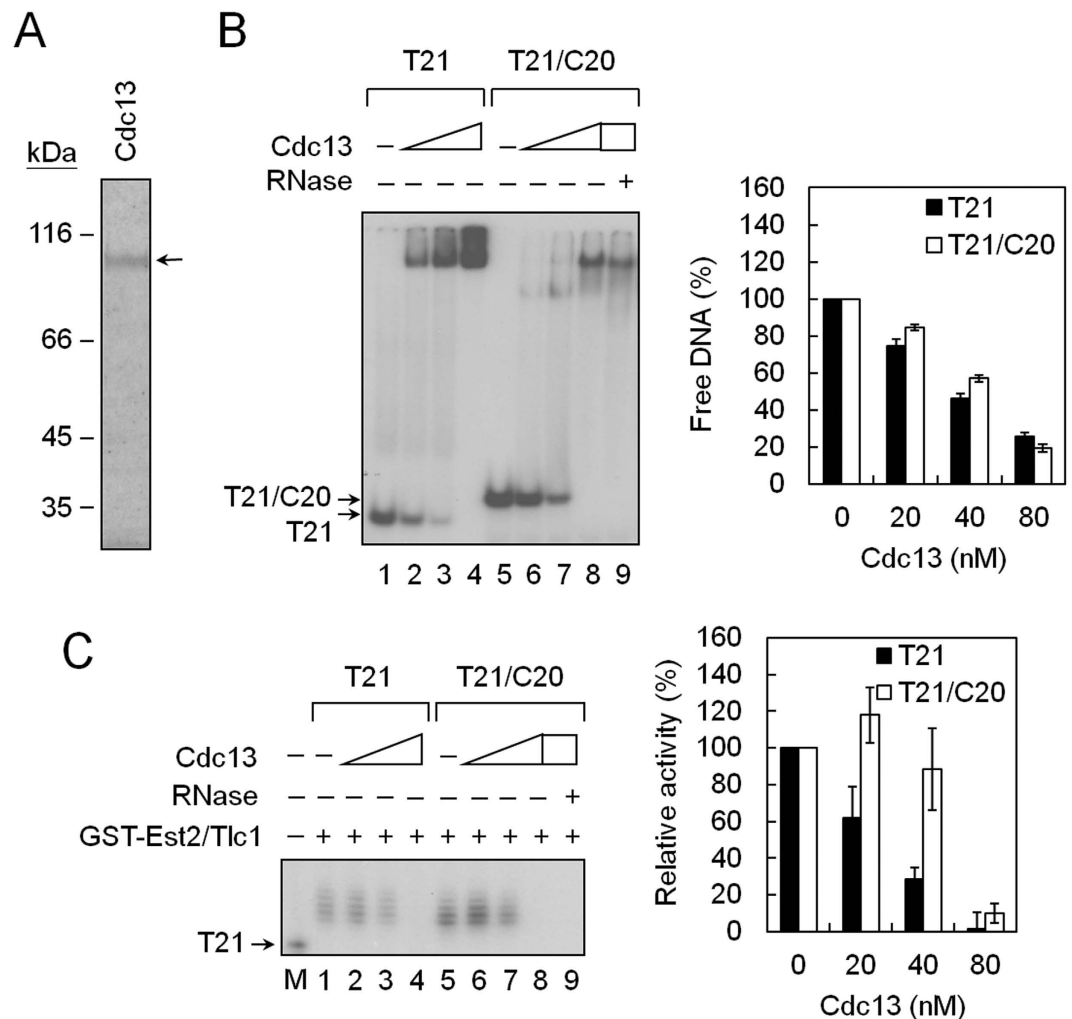 A
Cdc13
kDa
116 –
66 –
45 –
35 –
B
T21 T21/C20
Cdc13 – –
RNase – – – – – – – – +
T21/C20
T21
1 2 3 4 5 6 7 8 9
160
140
120
100
80
60
40
20
0
Free DNA (%)
T21
T21/C20
0 20 40 80
Cdc13 (nM)
C
T21 T21/C20
Cdc13 – – –
RNase – – – – – – – – – +
GST-Est2/Tlc1 – + + + + + + + + +
T21
M 1 2 3 4 5 6 7 8 9
160
140
120
100
80
60
40
20
0
Relative activity (%)
T21
T21/C20
0 20 40 80
Cdc13 (nM)